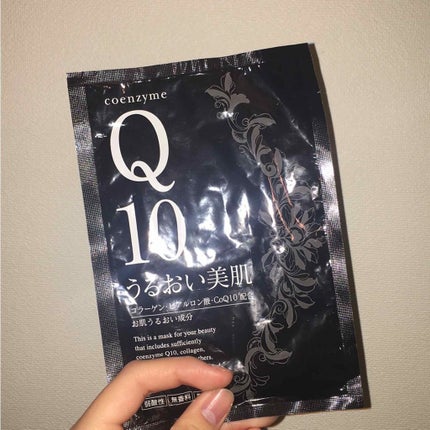 coenzyme
Q
10
うるおい美肌
コラーゲン・ヒアルロン酸・CoQ10配合
お肌うるおい成分
This is a mask for your beauty
that includes sufficiently
coenzyme Q10, collagen,
弱酸性 無香料